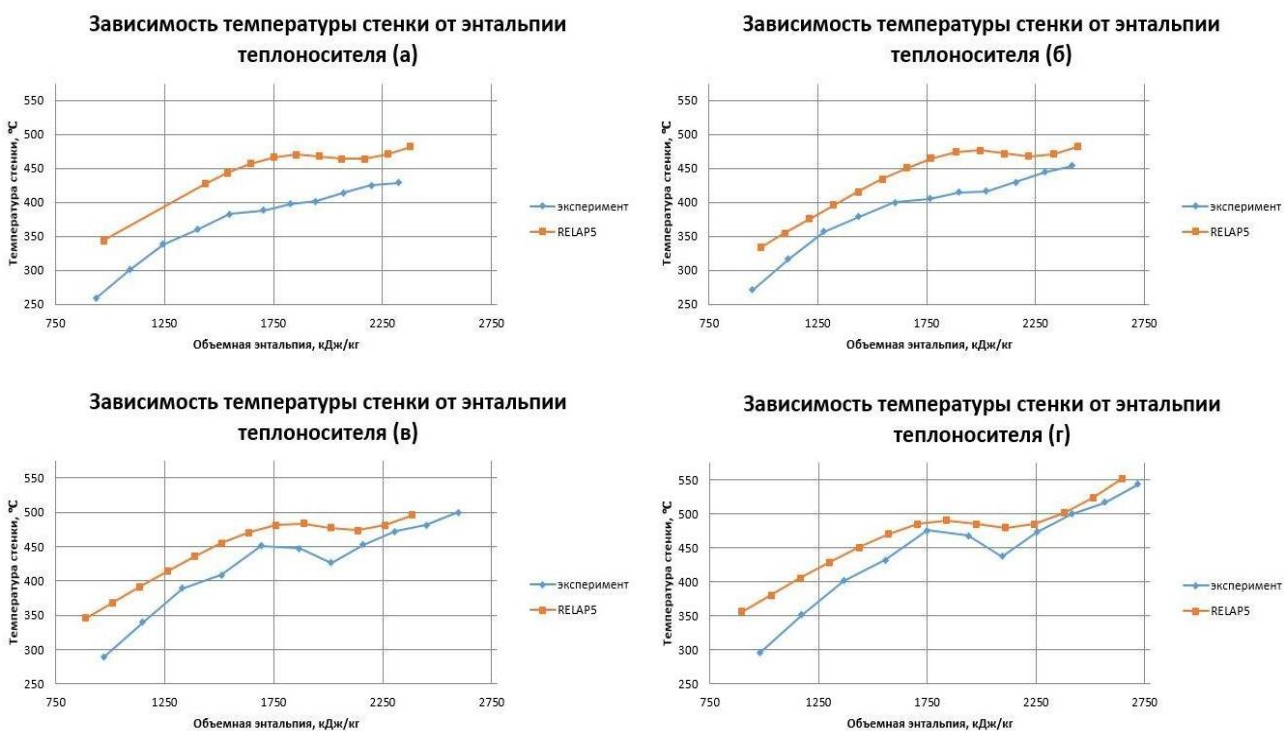 Зависимость температуры стенки от энтальпии
теплоносителя (а)
550
500
450
400
350
300
250
Температура стенки, °С
750 1250 1750 2250 2750
Объемная энтальпия, кДж/кг
эксперимент
RELAP5
Зависимость температуры стенки от энтальпии
теплоносителя (б)
550
500
450
400
350
300
250
Температура стенки, °С
750 1250 1750 2250 2750
Объемная энтальпия, кДж/кг
эксперимент
RELAP5
Зависимость температуры стенки от энтальпии
теплоносителя (в)
550
500
450
400
350
300
250
Температура стенки, °С
750 1250 1750 2250 2750
Объемная энтальпия, кДж/кг
эксперимент
RELAP5
Зависимость температуры стенки от энтальпии
теплоносителя (г)
550
500
450
400
350
300
250
Температура стенки, °С
750 1250 1750 2250 2750
Объемная энтальпия, кДж/кг
эксперимент
RELAP5